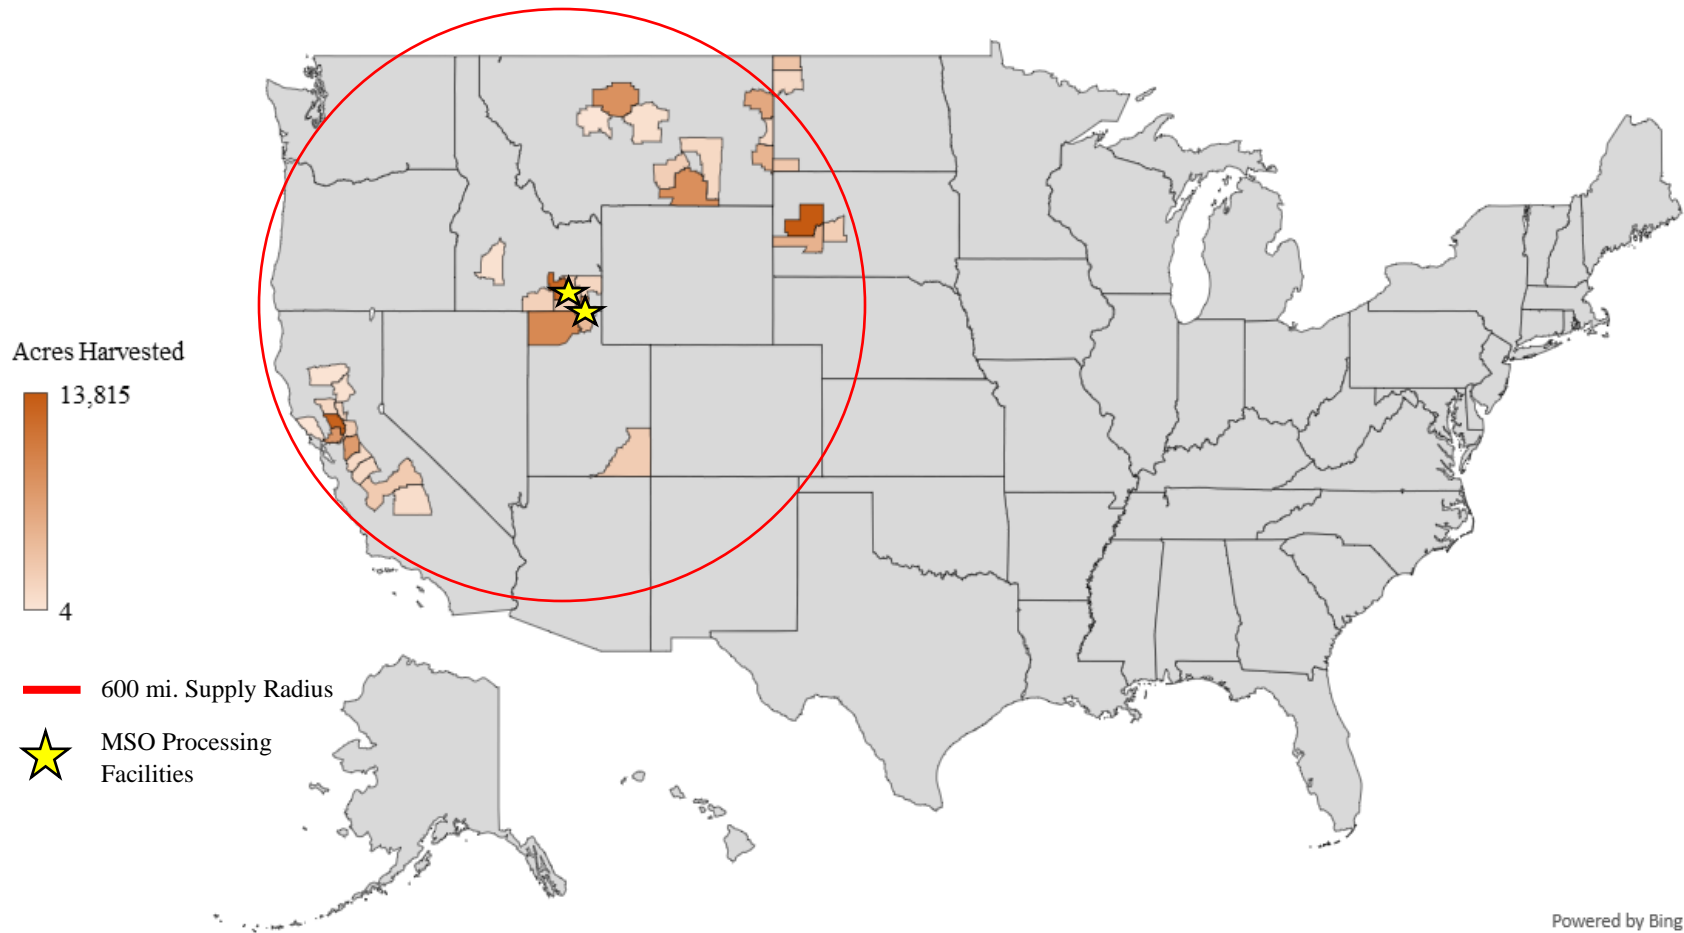 Acres Harvested
13,815
4
600 mi. Supply Radius
MSO Processing
Facilities
Powered by Bing